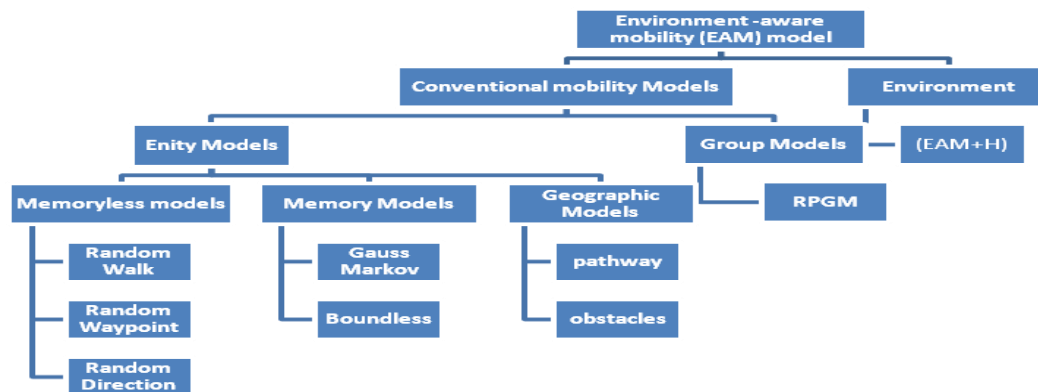 Environment -aware
mobility (EAM) model
Conventional mobility Models
Environment
Enity Models
Group Models
(EAM+H)
Memoryless models
Memory Models
Geographic
Models
RPGM
Random
Walk
Gauss
Markov
pathway
Random
Waypoint
Boundless
obstacles
Random
Direction